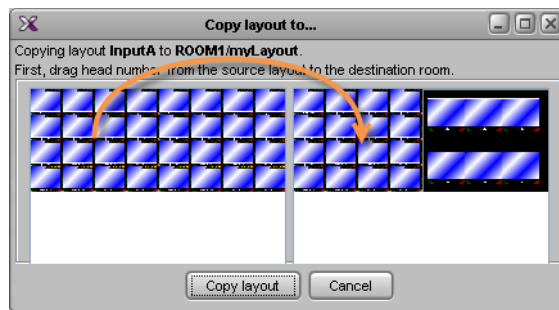 Copy layout to...
Copying layout InputA to ROOM1/myLayout.
First, drag head number from the source layout to the destination room.
Copy layout
Cancel